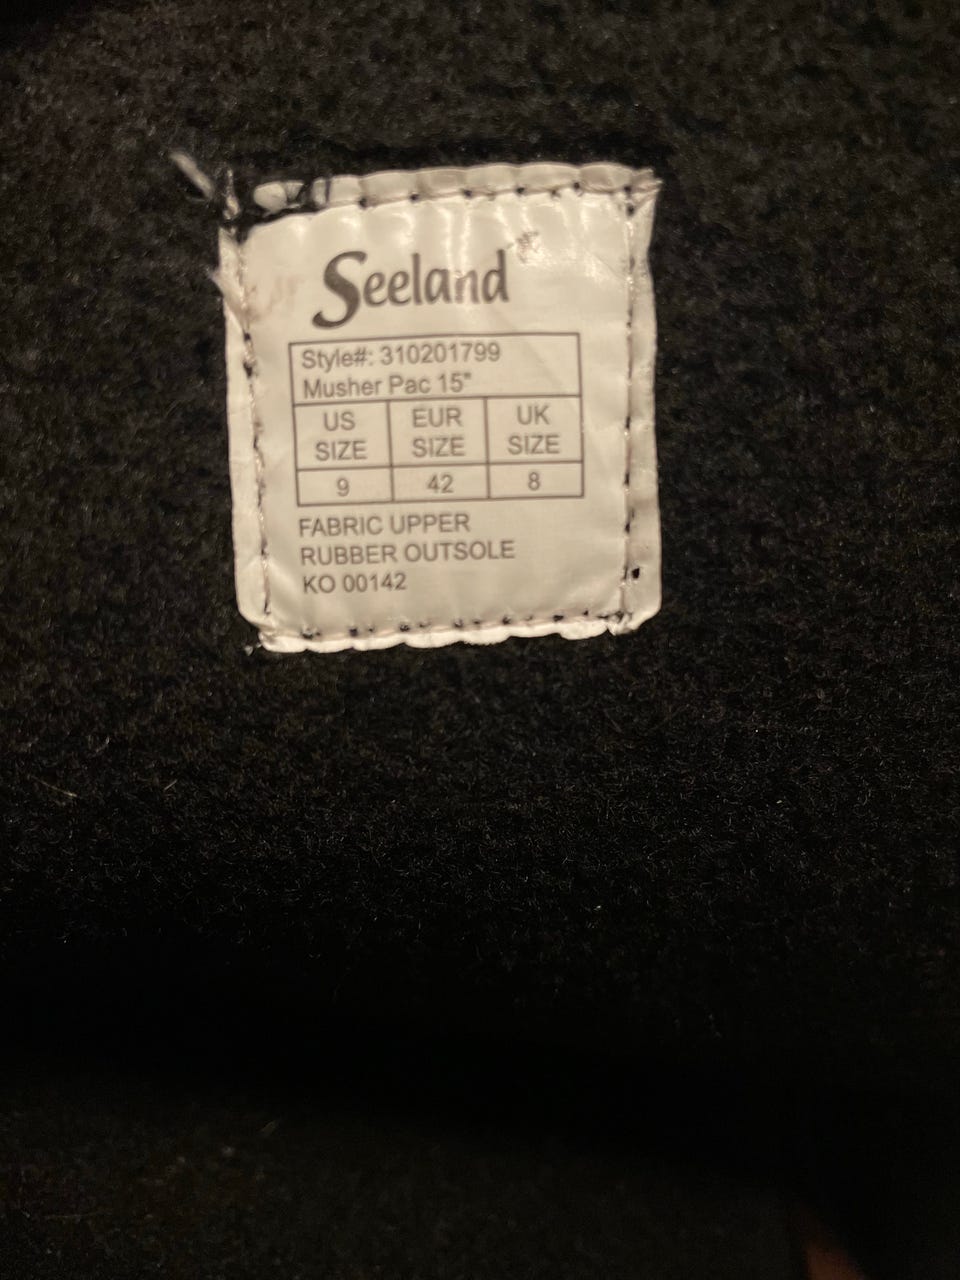 Seeland
Style#: 310201799
Musher Pac 15"
US EUR UK
SIZE SIZE SIZE
9 42 8
FABRIC UPPER
RUBBER OUTSOLE
KO 00142